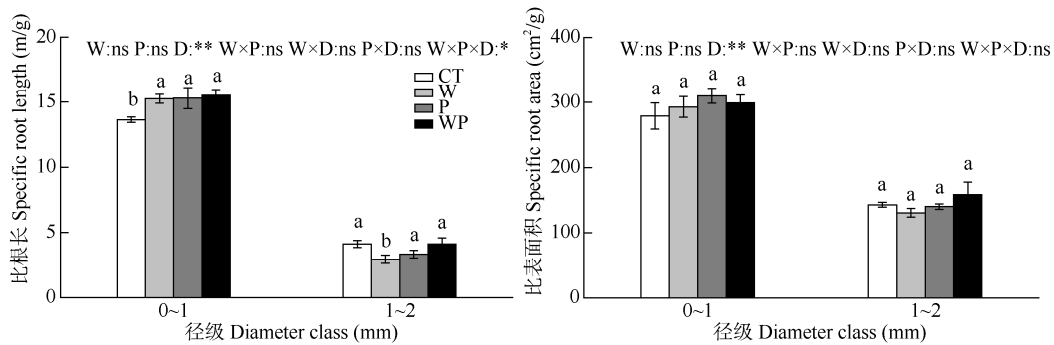 W:ns P:ns D:** W×P:ns W×D:ns P×D:ns W×P×D:*
比根长 Specific root length (m/g)
20
15
10
5
0
b a a a
a b a a
CT
W
P
WP
0~1 1~2
径级 Diameter class (mm)
W:ns P:ns D:** W×P:ns W×D:ns P×D:ns W×P×D:ns
比表面积 Specific root area (cm²/g)
400
300
200
100
0
a a a a
a a a a
0~1 1~2
径级 Diameter class (mm)